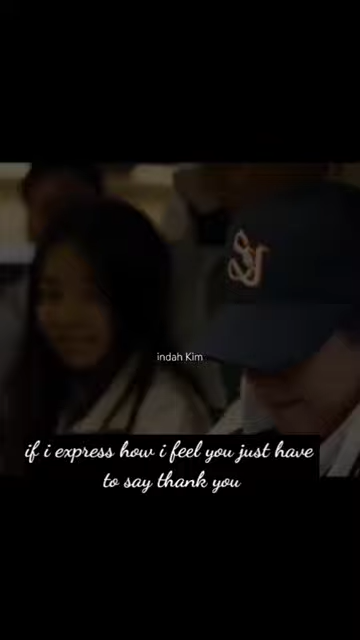 indah Kim
if i express how i feel you just have
to say thank you